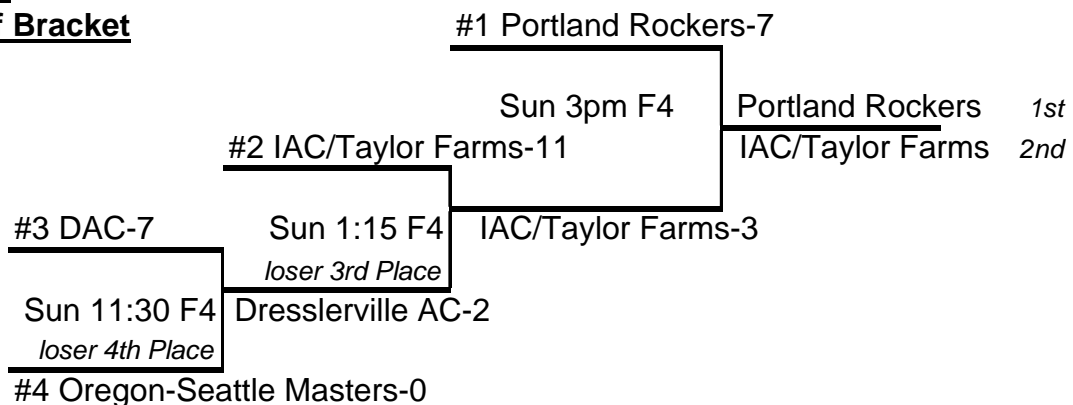 Bracket
#1 Portland Rockers-7
Sun 3pm F4
Portland Rockers 1st
#2 IAC/Taylor Farms-11
IAC/Taylor Farms 2nd
#3 DAC-7
Sun 1:15 F4
IAC/Taylor Farms-3
loser 3rd Place
Sun 11:30 F4
Dresslerville AC-2
loser 4th Place
#4 Oregon-Seattle Masters-0